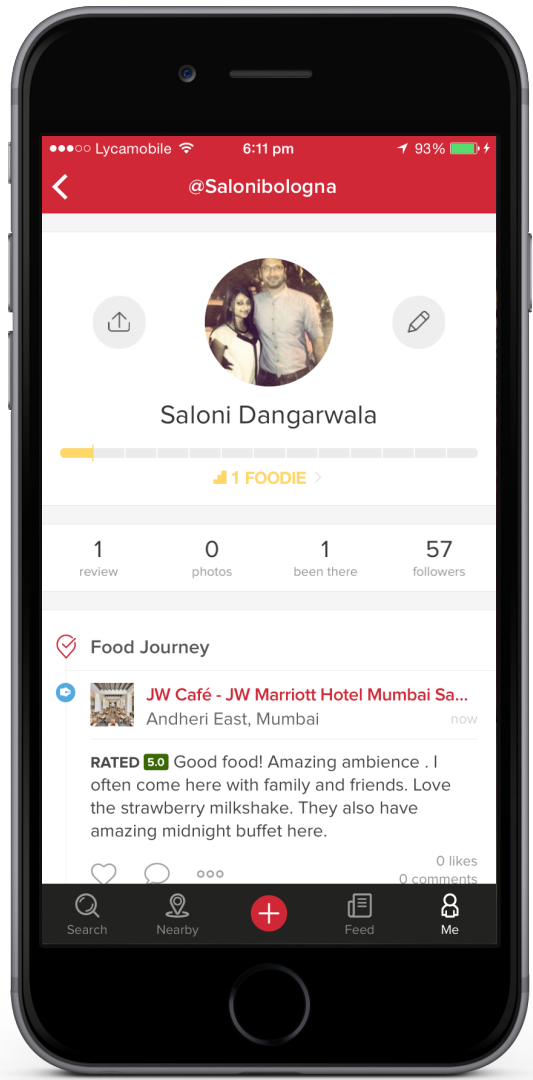 Lycamobile 6:11 pm 93%
@Salonibologna
Saloni Dangarwala
1 FOODIE
1 0 1 57
review photos been there followers
Food Journey
JW Café - JW Marriott Hotel Mumbai Sa...
Andheri East, Mumbai now
RATED 5.0 Good food! Amazing ambience . I
often come here with family and friends. Love
the strawberry milkshake. They also have
amazing midnight buffet here.
0 likes
0 comments
Search Nearby Feed Me